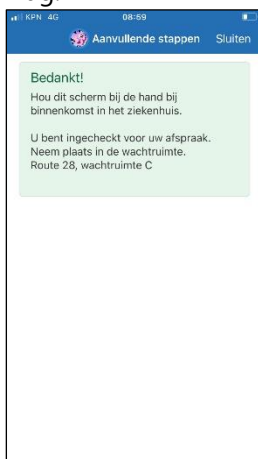 KPN 4G 08:59
Aanvullende stappen Sluiten
Bedankt!
Hou dit scherm bij de hand bij
binnenkomst in het ziekenhuis.
U bent ingecheckt voor uw afspraak.
Neem plaats in de wachtruimte.
Route 28, wachtruimte C